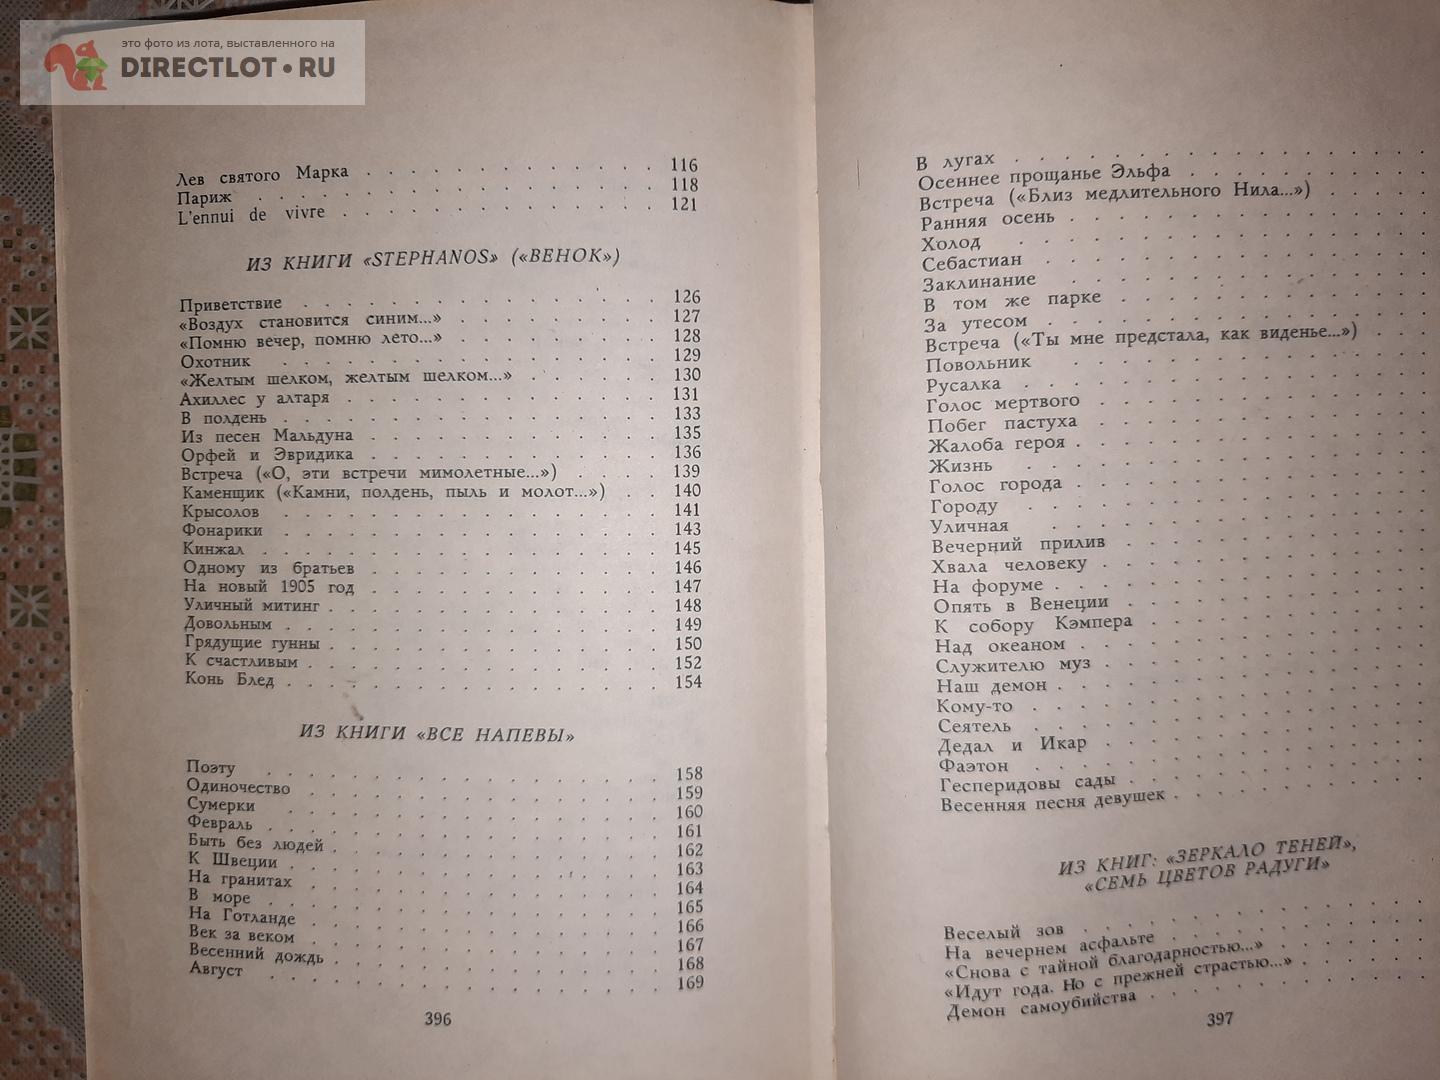 это фото из лота, выставленного на
DIRECTLOT•RU
Лев святого Марка . . . . . . . . . . . . . 116
Париж . . . . 118
L'ennui de vivre . . . . . . . . . . . . . . 121
ИЗ КНИГИ «STEPHANOS» («ВЕНОК»)
Приветствие . . . . . . . . . . . . . . . . 126
«Воздух становится синим...» . . . . . . . . . 127
«Помню вечер, помню лето...» . . . . . . . . . 128
Охотник . . . . . . . . . . . . . . . . . 129
«Желтым шелком, желтым шелком...» . . . . . . 130
Ахиллес у алтаря . . . . . . . . . . . . . . 131
В полдень . . . . . . . . . . . . . . . . . 133
Из песен Мальдуна . . . . . . . . . . . . . 135
Орфей и Эвридика . . . . . . . . . . . . . 136
Встреча («О, эти встречи мимолетные...») . . . . 139
Каменщик («Камни, полдень, пыль и молот...») . . 140
Крысолов . . . . . . . . . . . . . . . . . 141
Фонарики . . . . . . . . . . . . . . . . . 143
Кинжал . . . . . . . . . . . . . . . . . . 145
Одному из братьев . . . . . . . . . . . . . 146
На новый 1905 год . . . . . . . . . . . . . 147
Уличный митинг . . . . . . . . . . . . . . . 148
Довольным . . . . . . . . . . . . . . . . . 149
Грядущие гунны . . . . . . . . . . . . . . . 150
К счастливым . . . . . . . . . . . . . . . . 152
Конь Блед . . . . . . . . . . . . . . . . . 154
ИЗ КНИГИ «ВСЕ НАПЕВЫ»
Поэту . . . . . . . . . . . . . . . . . . 158
Одиночество . . . . . . . . . . . . . . . . 159
Сумерки . . . . . . . . . . . . . . . . . 160
Февраль . . . . . . . . . . . . . . . . . . 161
Быть без людей . . . . . . . . . . . . . . . 162
К Швеции . . . . . . . . . . . . . . . . . 163
На гранитах . . . . . . . . . . . . . . . . 164
В море . . . . . . . . . . . . . . . . . . 165
На Готланде . . . . . . . . . . . . . . . . 166
Век за веком . . . . . . . . . . . . . . . . 167
Весенний дождь . . . . . . . . . . . . . . . 168
Август . . . . . . . . . . . . . . . . . . 169
396
В лугах . . . . . . . . . . . . . . . . . .
Осеннее прощанье Эльфа . . . . . . . . . . .
Встреча («Близ медлительного Нила...») . . . . .
Ранняя осень . . . . . . . . . . . . . . . .
Холод . . . . . . . . . . . . . . . . . .
Себастиан . . . . . . . . . . . . . . . . .
Заклинание . . . . . . . . . . . . . . . .
В том же парке . . . . . . . . . . . . . .
За утесом . . . . . . . . . . . . . . . . .
Встреча («Ты мне предстала, как виденье...») . . .
Повольник . . . . . . . . . . . . . . . .
Русалка . . . . . . . . . . . . . . . . . .
Голос мертвого . . . . . . . . . . . . . . .
Побег пастуха . . . . . . . . . . . . . . .
Жалоба героя . . . . . . . . . . . . . . . .
Жизнь . . . . . . . . . . . . . . . . . .
Голос города . . . . . . . . . . . . . . . .
Городу . . . . . . . . . . . . . . . . . .
Уличная . . . . . . . . . . . . . . . . .
Вечерний прилив . . . . . . . . . . . . . .
Хвала человеку . . . . . . . . . . . . . . .
На форуме . . . . . . . . . . . . . . . . .
Опять в Венеции . . . . . . . . . . . . . .
К собору Кэмпера . . . . . . . . . . . . .
Над океаном . . . . . . . . . . . . . . . .
Служителю муз . . . . . . . . . . . . . . .
Наш демон . . . . . . . . . . . . . . . . .
Кому-то . . . . . . . . . . . . . . . . . .
Сеятель . . . . . . . . . . . . . . . . . .
Дедал и Икар . . . . . . . . . . . . . . .
Фаэтон . . . . . . . . . . . . . . . . . .
Гесперидовы сады . . . . . . . . . . . . . .
Весенняя песня девушек . . . . . . . . . . .
ИЗ КНИГ: «ЗЕРКАЛО ТЕНЕЙ»,
«СЕМЬ ЦВЕТОВ РАДУГИ»
Веселый зов . . . . . . . . . . . . . . .
На вечернем асфальте . . . . . . . . . . . .
«Снова с тайной благодарностью...» . . . . . . .
«Идут года. Но с прежней страстью...» . . . . . .
Демон самоубийства . . . . . . . . . . . . .
397